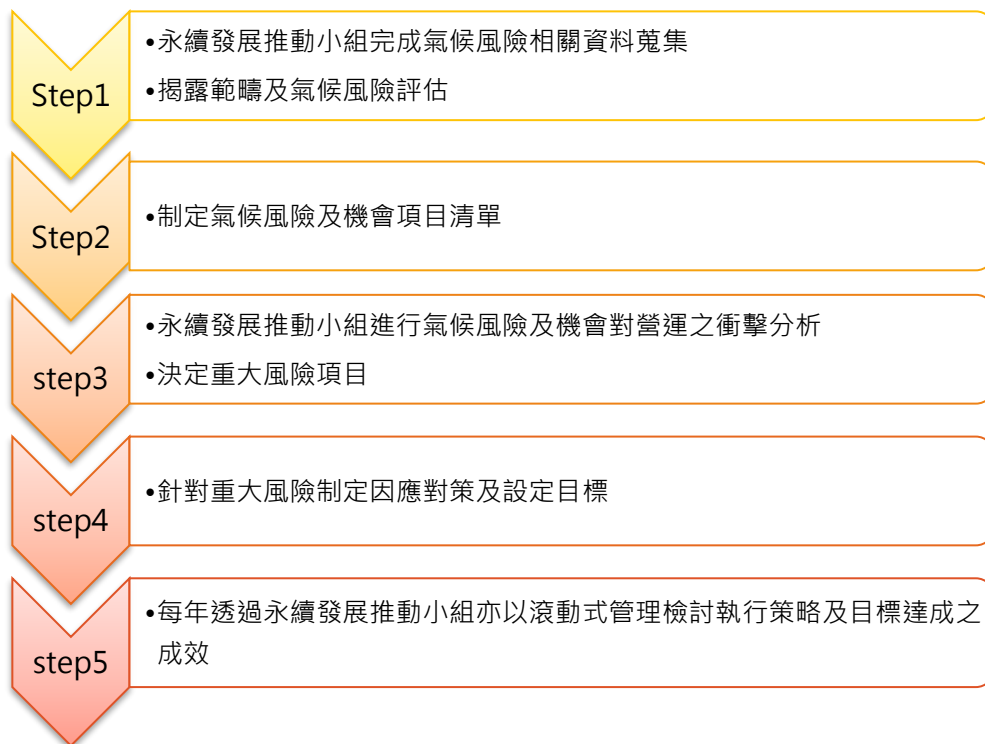 Step1
•永續發展推動小組完成氣候風險相關資料蒐集
•揭露範疇及氣候風險評估
Step2
•制定氣候風險及機會項目清單
step3
•永續發展推動小組進行氣候風險及機會對營運之衝擊分析
•決定重大風險項目
step4
•針對重大風險制定因應對策及設定目標
step5
•每年透過永續發展推動小組亦以滾動式管理檢討執行策略及目標達成之
成效